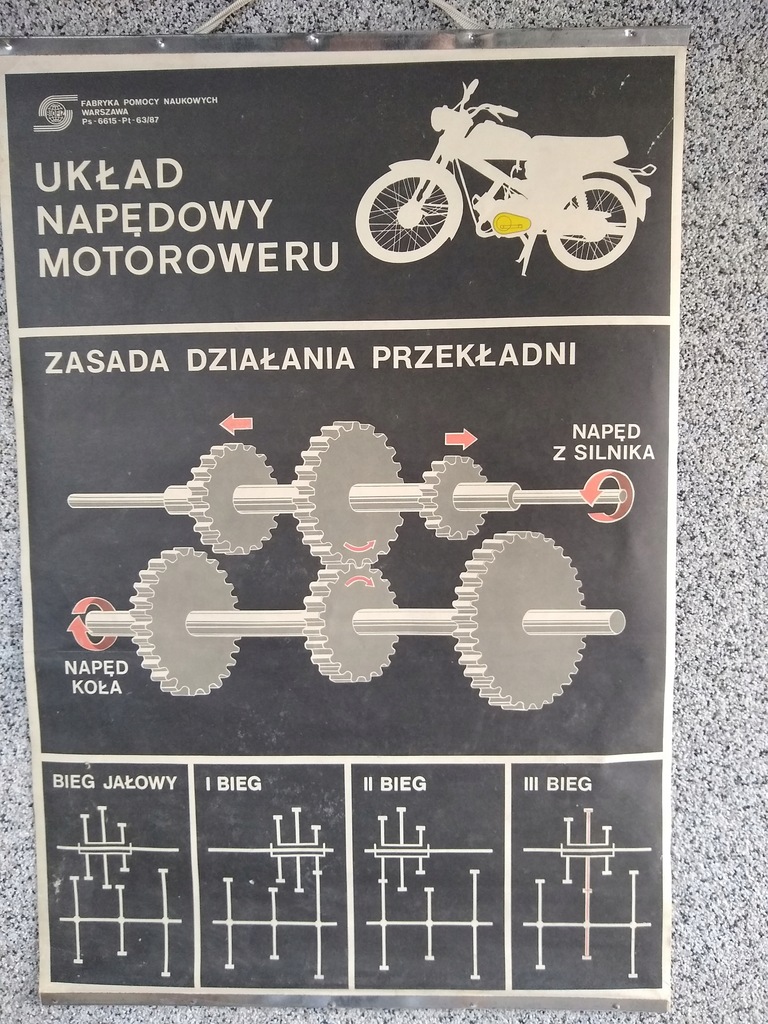 FABRYKA POMOCY NAUKOWYCH
WARSZAWA
Ps-6615-Pt-63/87
UKŁAD
NAPĘDOWY
MOTOROWERU
ZASADA DZIAŁANIA PRZEKŁADNI
NAPĘD
Z SILNIKA
NAPĘD
KOŁA
BIEG JAŁOWY
I BIEG
II BIEG
III BIEG